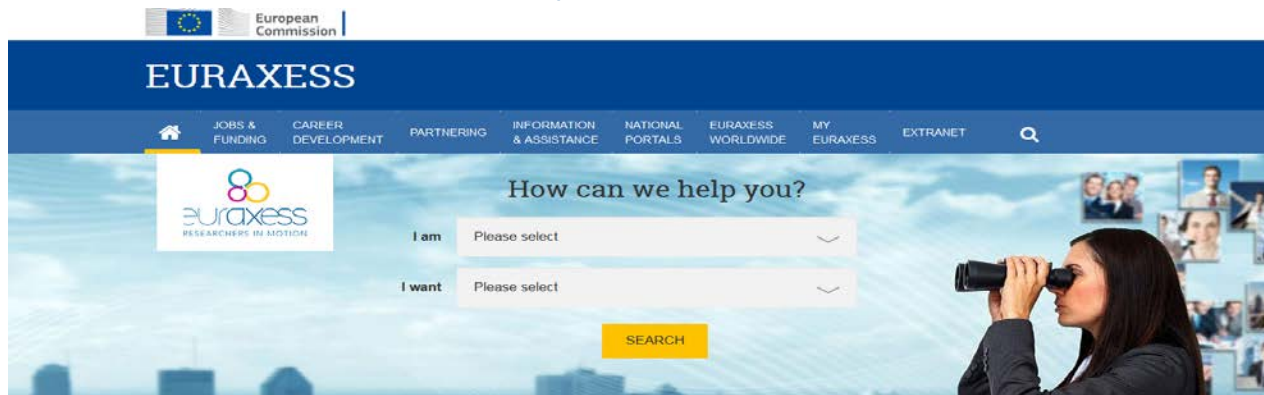 European
Commission
EURAXESS
JOBS &
FUNDING
CAREER
DEVELOPMENT
PARTNERING
INFORMATION
& ASSISTANCE
NATIONAL
PORTALS
EURAXESS
WORLDWIDE
MY
EURAXESS
EXTRANET
euraxess
RESEARCHERS IN MOTION
How can we help you?
I am Please select
I want Please select
SEARCH